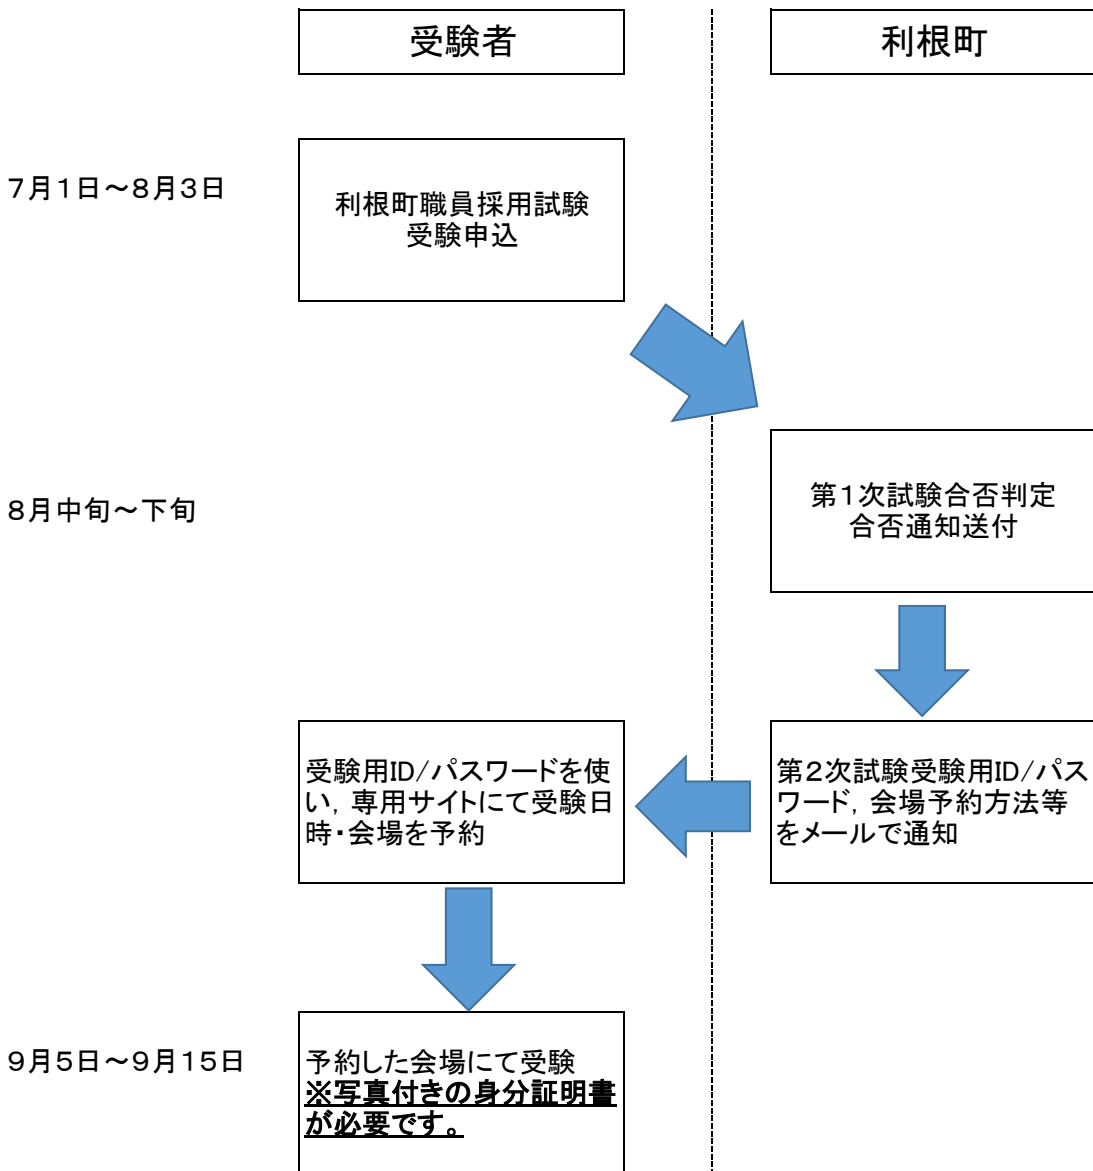 受験者
利根町
7月1日～8月3日
利根町職員採用試験
受験申込
8月中旬～下旬
第1次試験合否判定
合否通知送付
受験用ID/パスワードを使
い，専用サイトにて受験日
時・会場を予約
第2次試験受験用ID/パス
ワード，会場予約方法等
をメールで通知
9月5日～9月15日
予約した会場にて受験
※写真付きの身分証明書
が必要です。